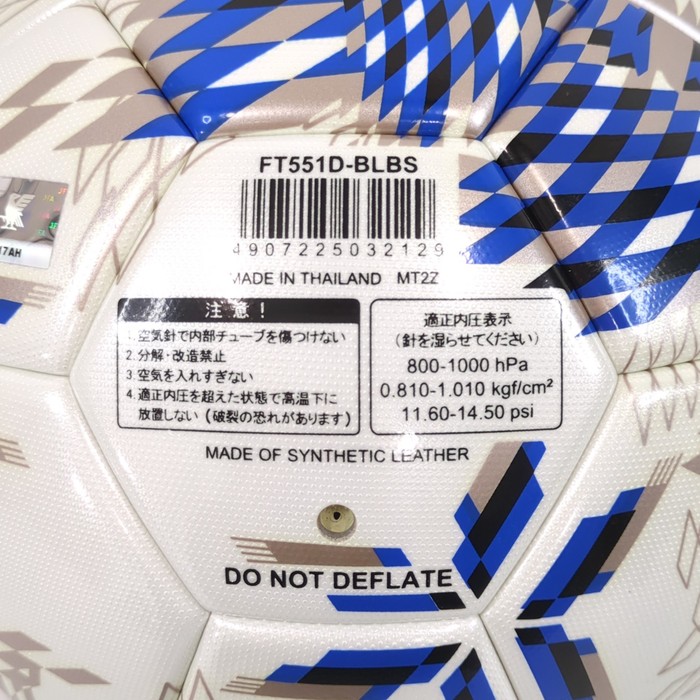 FT551D-BLBS
4907225032129
MADE IN THAILAND MT2Z
注意！
1.空気針で内部チューブを傷つけない
2.分解・改造禁止
3.空気を入れすぎない
4.適正内圧を超えた状態で高温下に
放置しない（破裂の恐れがあります）
適正内圧表示
（針を湿らせてください）
800-1000 hPa
0.810-1.010 kgf/cm²
11.60-14.50 psi
MADE OF SYNTHETIC LEATHER
DO NOT DEFLATE
17AH